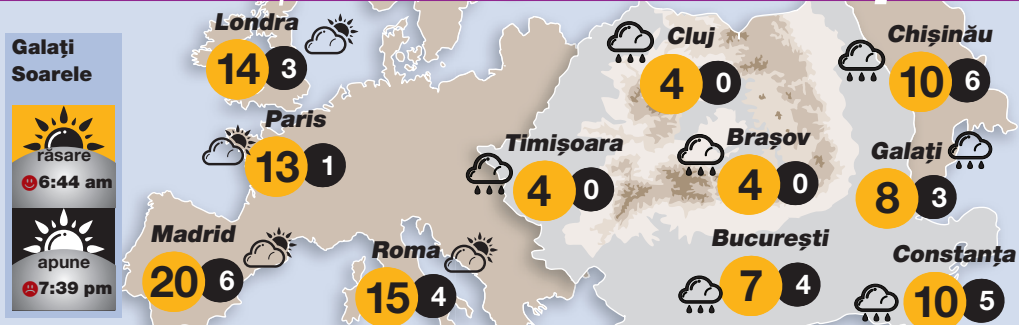 Galați
Soarele
răsare
6:44 am
apune
7:39 pm
Londra
14 3
Paris
13 1
Madrid
20 6
Roma
15 4
Timișoara
4 0
Cluj
4 0
Brașov
4 0
București
7 4
Chișinău
10 6
Galați
8 3
Constanța
10 5